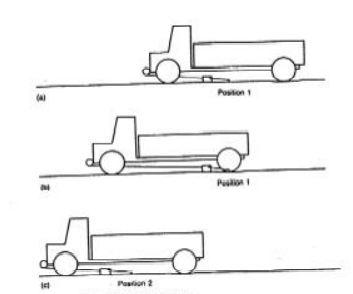 (a)
Position 1
(b)
Position 1
(c)
Position 2